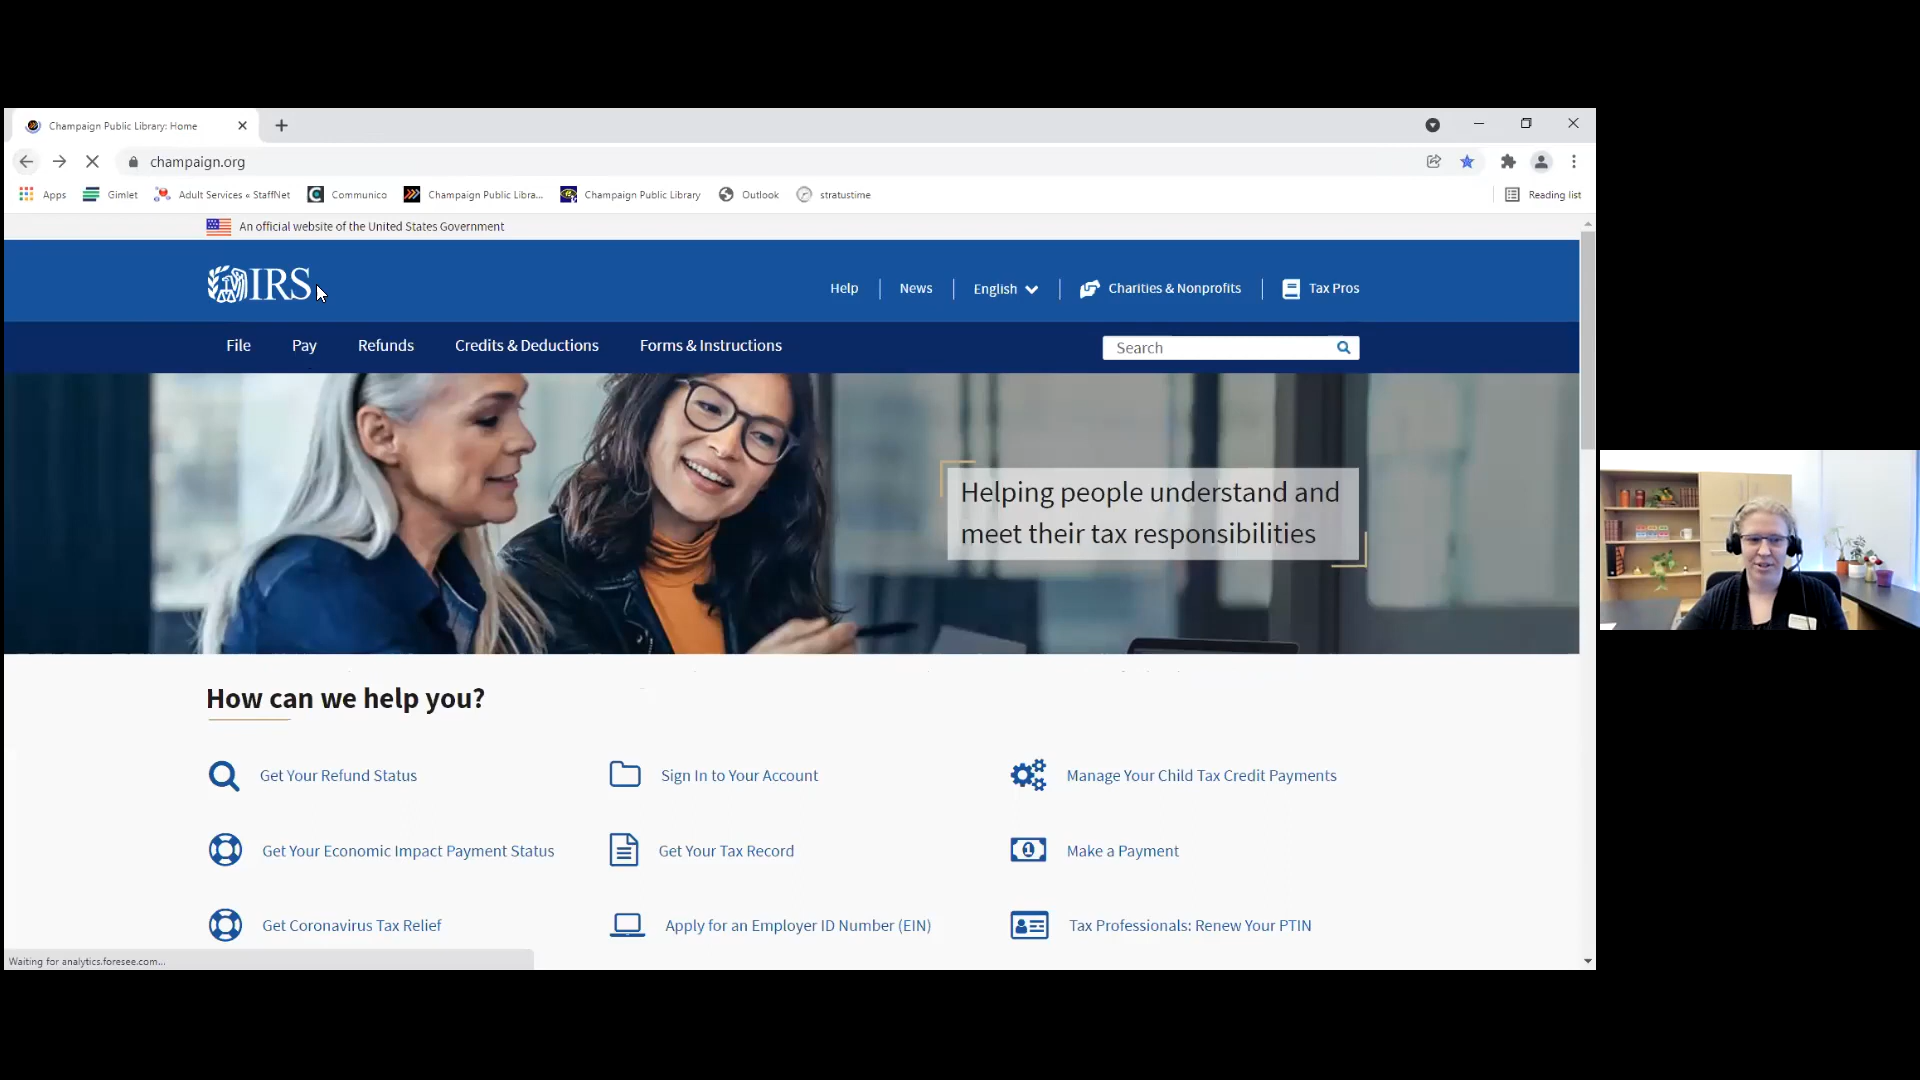 Champaign Public Library: Home
champaign.org
Apps Gimlet Adult Services « StaffNet Communico Champaign Public Libra... Champaign Public Library Outlook stratustime Reading list
An official website of the United States Government
IRS
Help News English Charities & Nonprofits Tax Pros
File Pay Refunds Credits & Deductions Forms & Instructions Search
Helping people understand and
meet their tax responsibilities
How can we help you?
Get Your Refund Status Sign In to Your Account Manage Your Child Tax Credit Payments
Get Your Economic Impact Payment Status Get Your Tax Record Make a Payment
Get Coronavirus Tax Relief Apply for an Employer ID Number (EIN) Tax Professionals: Renew Your PTIN
Waiting for analytics.foresee.com...